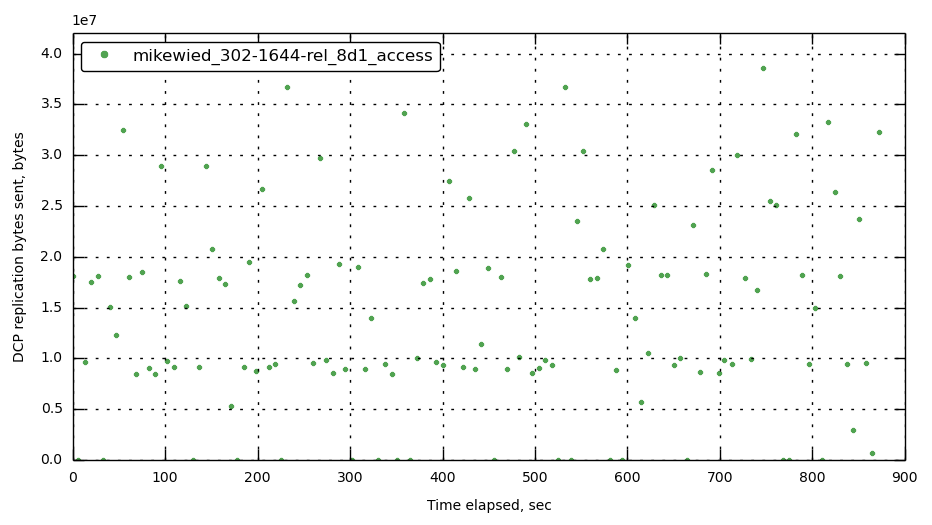 1e7
mikewied_302-1644-rel_8d1_access
4.0
3.5
3.0
2.5
2.0
1.5
1.0
0.5
0.0
DCP replication bytes sent, bytes
0 100 200 300 400 500 600 700 800 900
Time elapsed, sec